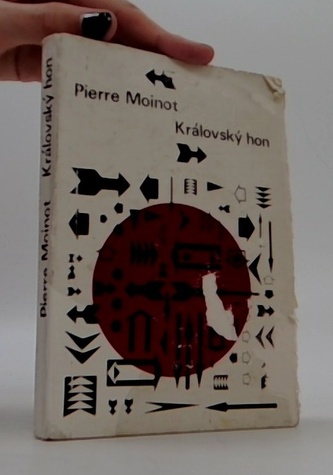 Pierre Moinot
Královský hon
Pierre Moinot Královský hon